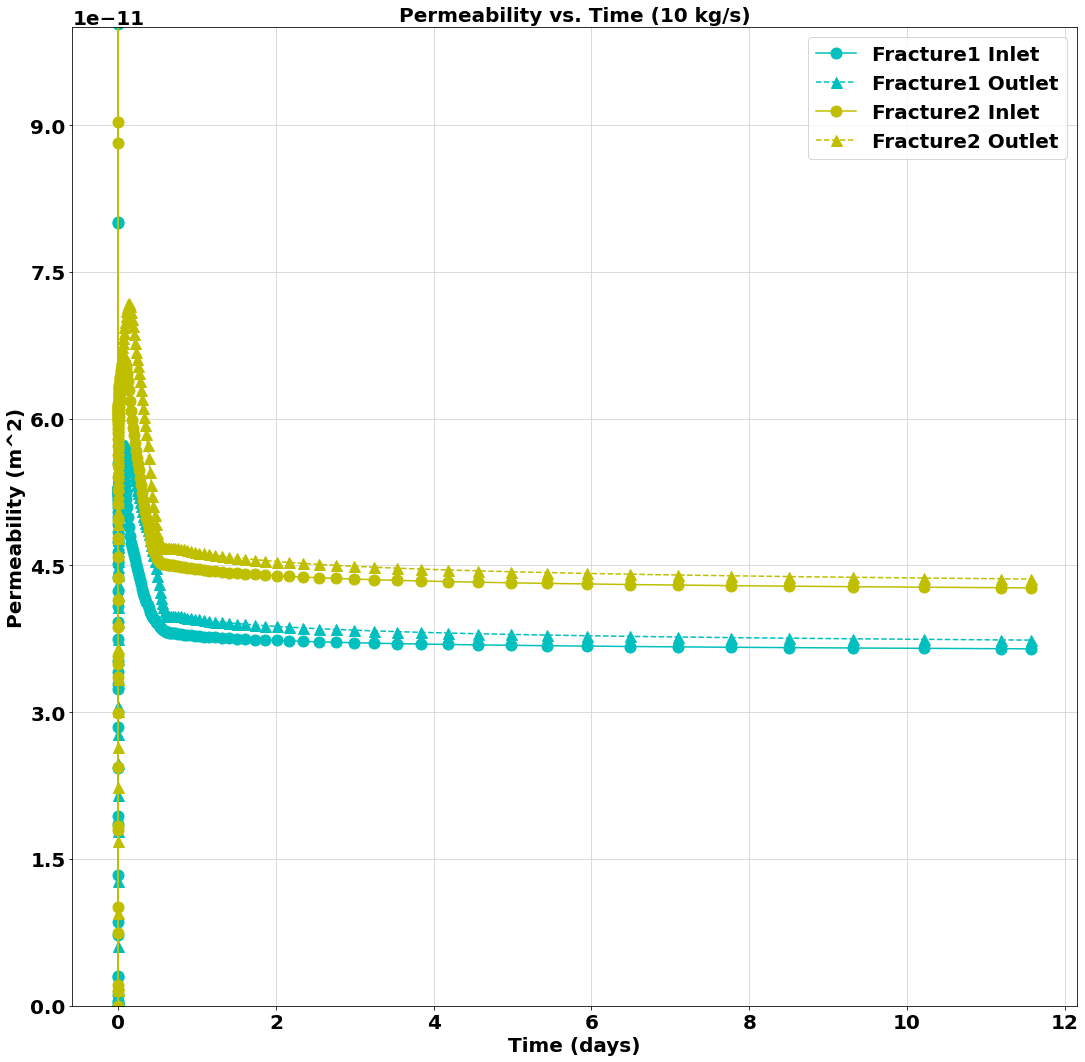 Permeability vs. Time (10 kg/s)
1e−11
Fracture1 Inlet
Fracture1 Outlet
Fracture2 Inlet
Fracture2 Outlet
9.0
7.5
6.0
4.5
3.0
1.5
0.0
Permeability (m^2)
0 2 4 6 8 10 12
Time (days)